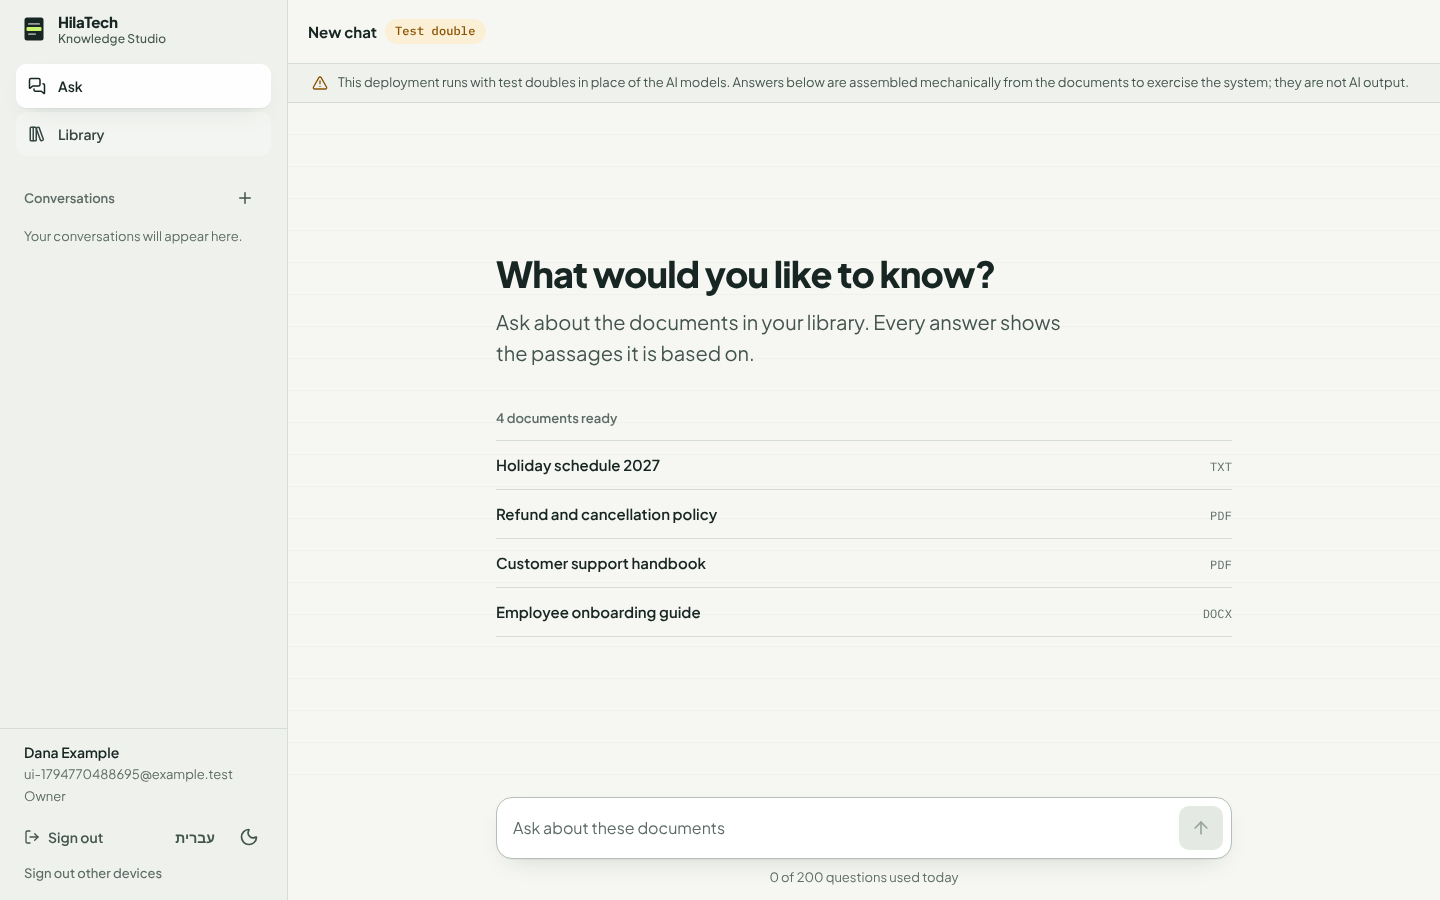 HilaTech
Knowledge Studio
Ask
Library
Conversations
Your conversations will appear here.
Dana Example
ui-1794770488695@example.test
Owner
Sign out
עברית
Sign out other devices
New chat
Test double
This deployment runs with test doubles in place of the AI models. Answers below are assembled mechanically from the documents to exercise the system; they are not AI output.
What would you like to know?
Ask about the documents in your library. Every answer shows
the passages it is based on.
4 documents ready
Holiday schedule 2027 TXT
Refund and cancellation policy PDF
Customer support handbook PDF
Employee onboarding guide DOCX
Ask about these documents
0 of 200 questions used today